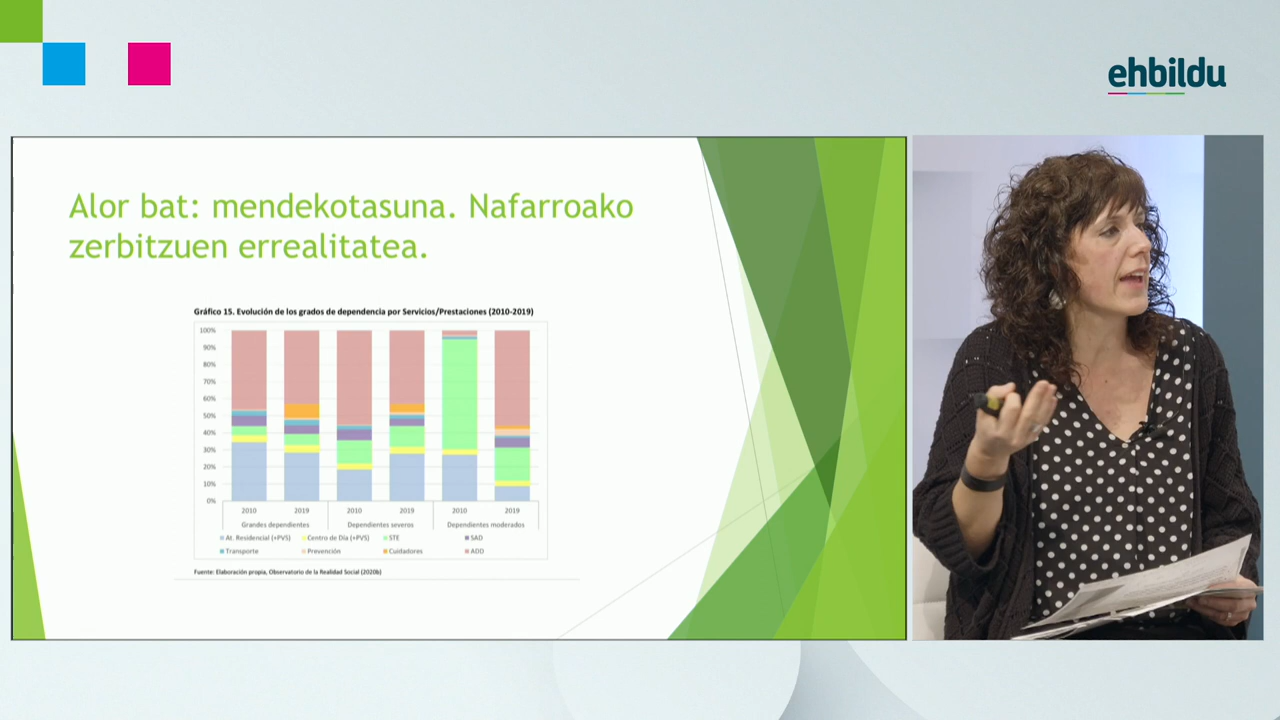 ehbildu
Alor bat: mendekotasuna. Nafarroako
zerbitzuen errealitatea.
Gráfico 15. Evolución de los grados de dependencia por Servicios/Prestaciones (2010-2019)
100%
90%
80%
70%
60%
50%
40%
30%
20%
10%
0%
2010 2019 2010 2019 2010 2019
Grandes dependientes Dependientes severos Dependientes moderados
At. Residencial (+PVS) Centro de Día (+PVS) STE SAD
Transporte Prevención Cuidadores AOD
Fuente: Elaboración propia, Observatorio de la Realidad Social (2020b)